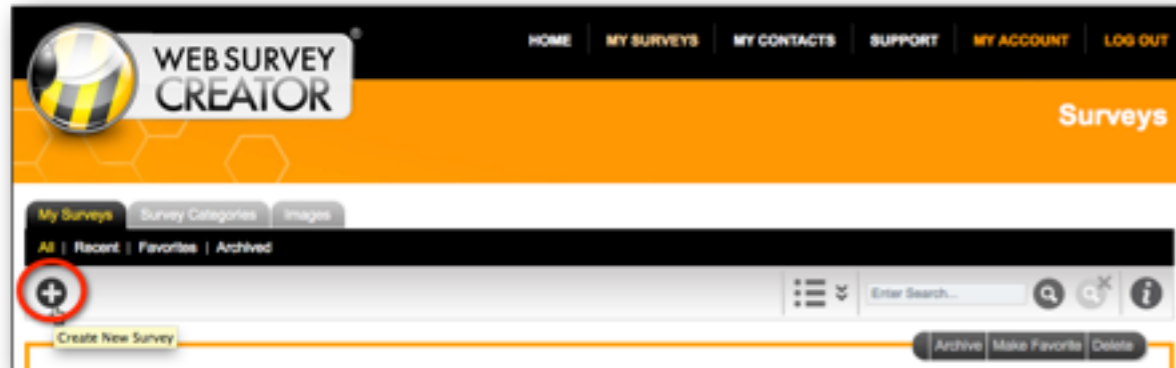 WEB SURVEY
CREATOR
®
HOME MY SURVEYS MY CONTACTS SUPPORT MY ACCOUNT LOG OUT
Surveys
My Surveys Survey Categories Images
All | Recent | Favorites | Archived
Enter Search...
Create New Survey
Archive Make Favorite Delete